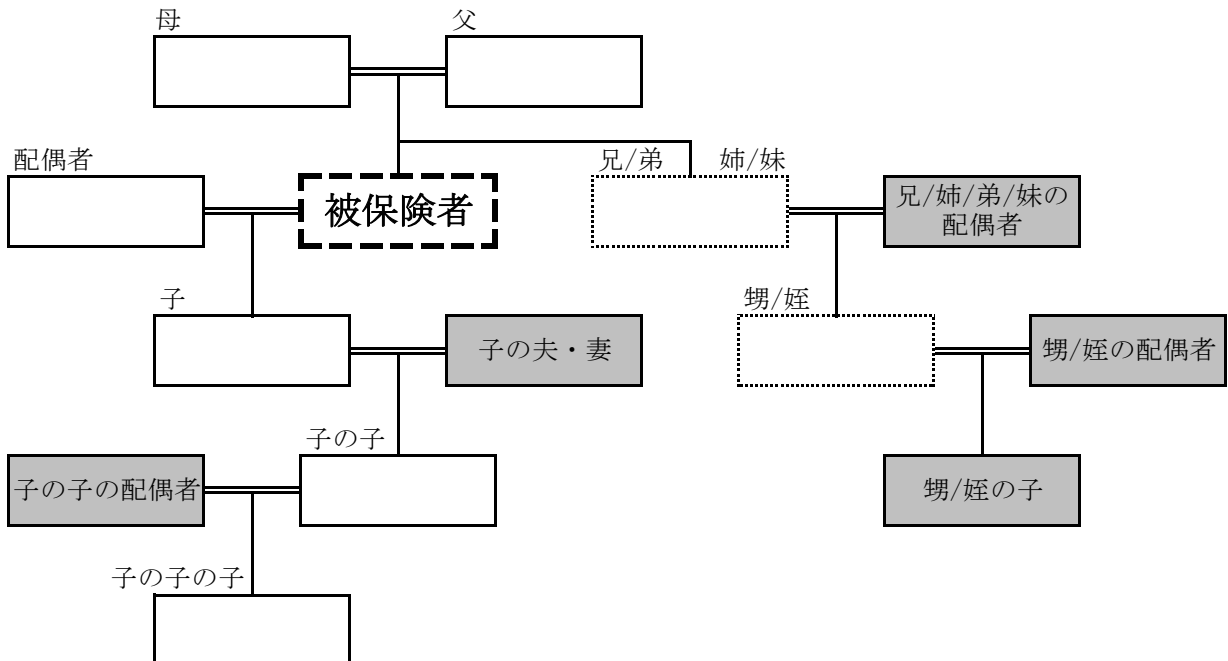 母
父
配偶者
被保険者
兄/弟
姉/妹
兄/姉/弟/妹の
配偶者
子
子の夫・妻
甥/姪
甥/姪の配偶者
子の子
子の子の配偶者
甥/姪の子
子の子の子